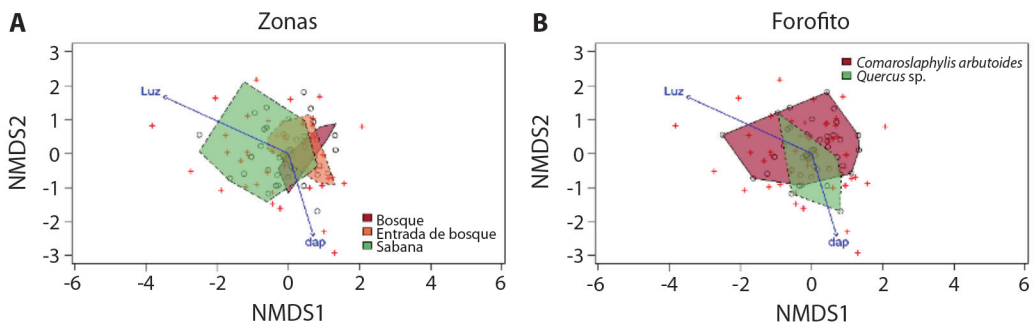 A
Zonas
3
2
1
0
-1
-2
-3
NMDS2
Luz
dap
Bosque
Entrada de bosque
Sabana
-6
-4
-2
0
2
4
6
NMDS1
B
Forofito
3
2
1
0
-1
-2
-3
NMDS2
Luz
dap
Comaroslaphylis arbutoides
Quercus sp.
-6
-4
-2
0
2
4
6
NMDS1